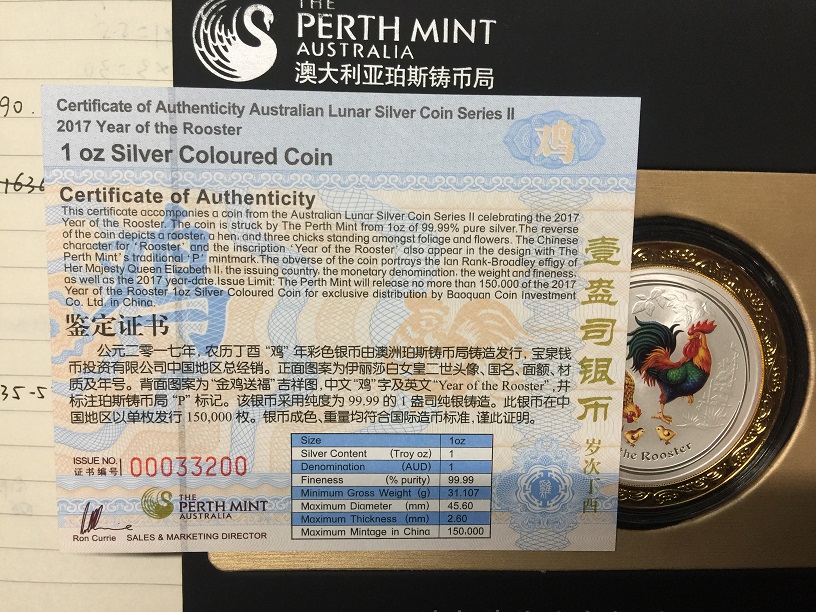 THE
PERTH MINT
AUSTRALIA
澳大利亚珀斯铸币局
90.
1636
35-5
Certificate of Authenticity Australian Lunar Silver Coin Series II
2017 Year of the Rooster
1 oz Silver Coloured Coin
鸡
Certificate of Authenticity
This certificate accompanies a coin from the Australian Lunar Silver Coin Series II celebrating the 2017
Year of the Rooster.The coin is struck by The Perth Mint from 1oz of 99.99% pure silver.The reverse
of the coin depicts a rooster,a hen,and three chicks standing amongst foliage and flowers. The Chinese
character for 'Rooster' and the inscription 'Year of the Rooster' also appear in the design with The
Perth Mint's traditional 'P' mintmark.The obverse of the coin portrays the Ian Rank-Broadley effigy of
Her Majesty Queen Elizabeth II, the issuing country, the monetary denomination, the weight and fineness,
as well as the 2017 year-date.Issue Limit: The Perth Mint will release no more than 150.000 of the 2017
Year of the Rooster 1oz Silver Coloured Coin for exclusive distribution by Baoquan Coin Investment
Co. Ltd. in China.
鉴定证书
公元二零一七年，农历丁酉“鸡”年彩色银币由澳洲珀斯铸币局铸造发行，宝泉钱
币投资有限公司中国地区总经销。正面图案为伊丽莎白女皇二世头像、国名、面额、材
质及年号。背面图案为“金鸡送福”吉祥图，中文“鸡”字及英文“Year of the Rooster”，并
标注珀斯铸币局“P”标记。该银币采用纯度为 99.99 的 1 盎司纯银铸造。此银币在中
国地区以单枚发行 150,000 枚。银币成色、重量均符合国际造币标准，谨此证明。
ISSUE NO.
证书编号
00033200
THE
PERTH MINT
AUSTRALIA
Ron Currie SALES & MARKETING DIRECTOR
Size 1oz
Silver Content (Troy oz) 1
Denomination (AUD) 1
Fineness (% purity) 99.99
Minimum Gross Weight (g) 31.107
Maximum Diameter (mm) 45.60
Maximum Thickness (mm) 2.60
Maximum Mintage in China 150.000
壹盎司银币
岁次丁酉
the Rooster